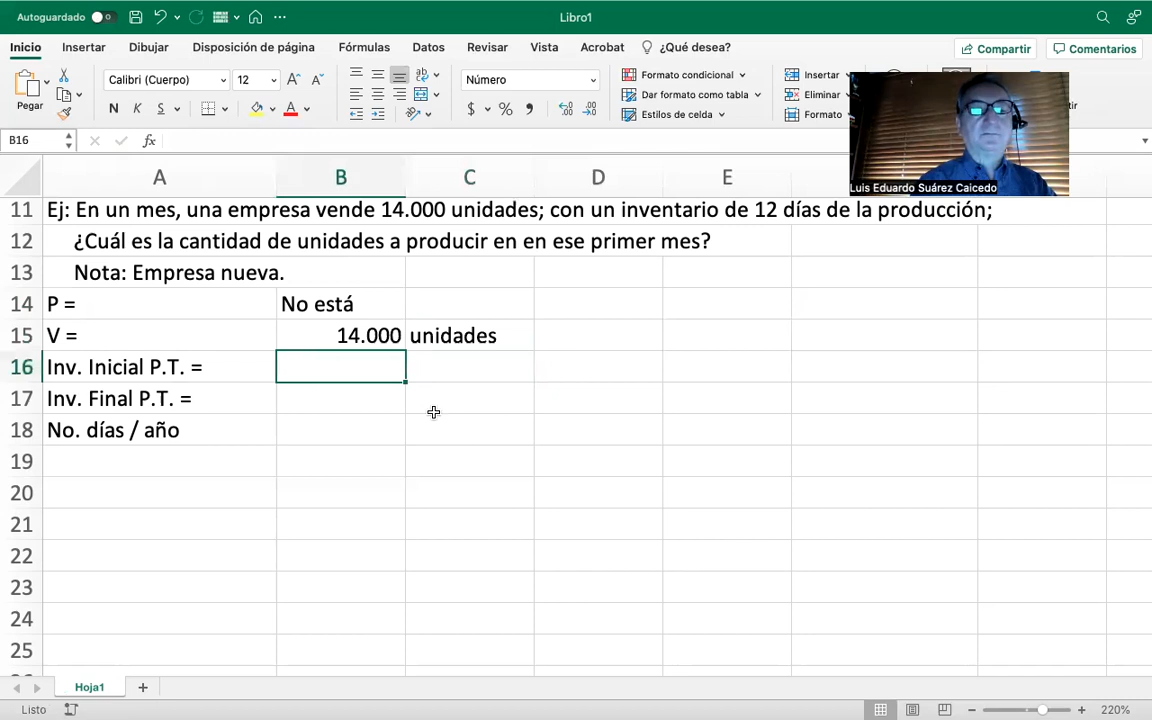 Autoguardado
Libro1
Inicio Insertar Dibujar Disposición de página Fórmulas Datos Revisar Vista Acrobat ¿Qué desea? Compartir Comentarios
Pegar
Calibri (Cuerpo) 12
N K S
Número
$ % 
Formato condicional
Dar formato como tabla
Estilos de celda
Insertar
Eliminar
Formato
Luis Eduardo Suárez Caicedo
B16 fx
A B C D E
11 Ej: En un mes, una empresa vende 14.000 unidades; con un inventario de 12 días de la producción;
12 ¿Cuál es la cantidad de unidades a producir en en ese primer mes?
13 Nota: Empresa nueva.
14 P = No está
15 V = 14.000 unidades
16 Inv. Inicial P.T. =
17 Inv. Final P.T. =
18 No. días / año
19
20
21
22
23
24
25
Hoja1
Listo 220%